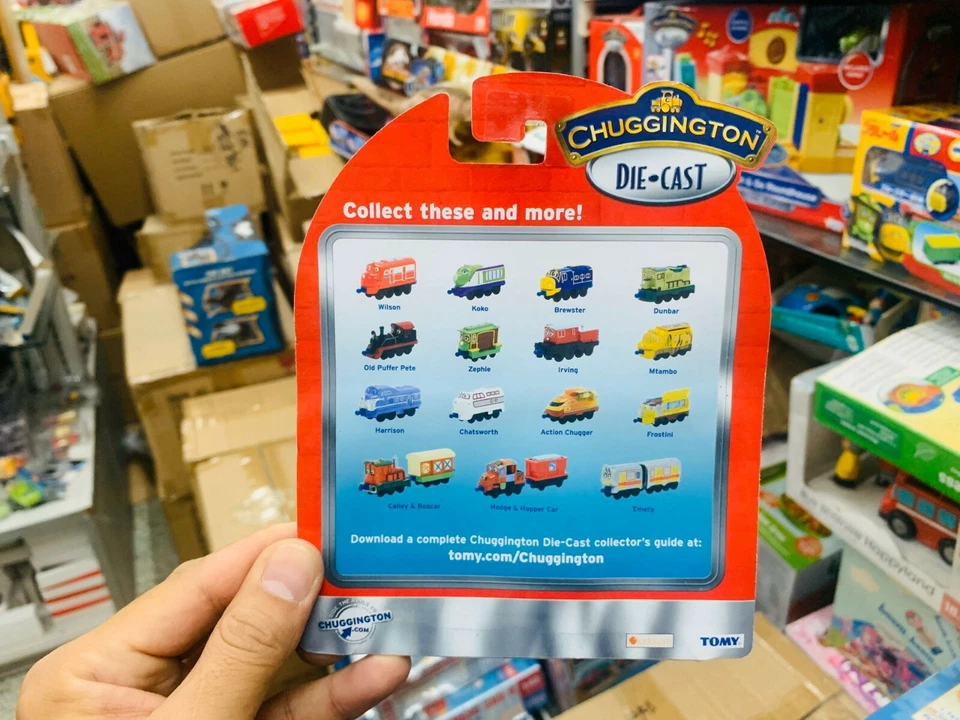 CHUGGINGTON
DIE-CAST
Collect these and more!
Wilson
Koko
Brewster
Dunbar
Old Puffer Pete
Zephie
Irving
Mtambo
Harrison
Chatsworth
Action Chugger
Frostini
Calley & Boxcar
Hodge & Hopper Car
Emery
Download a complete Chuggington Die-Cast collector's guide at:
tomy.com/Chuggington
CHUGGINGTON
.COM
TOMY
CHUGGINGTON
Happyland